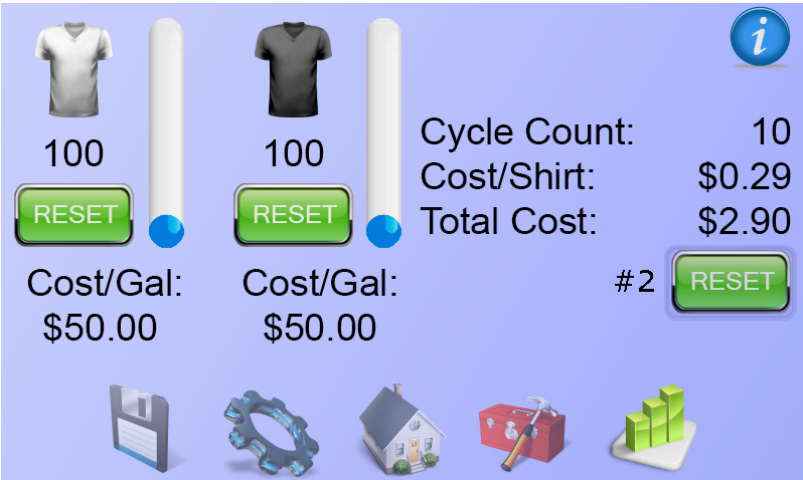 i
100
RESET
Cost/Gal:
$50.00
100
RESET
Cost/Gal:
$50.00
Cycle Count: 10
Cost/Shirt: $0.29
Total Cost: $2.90
#2 RESET